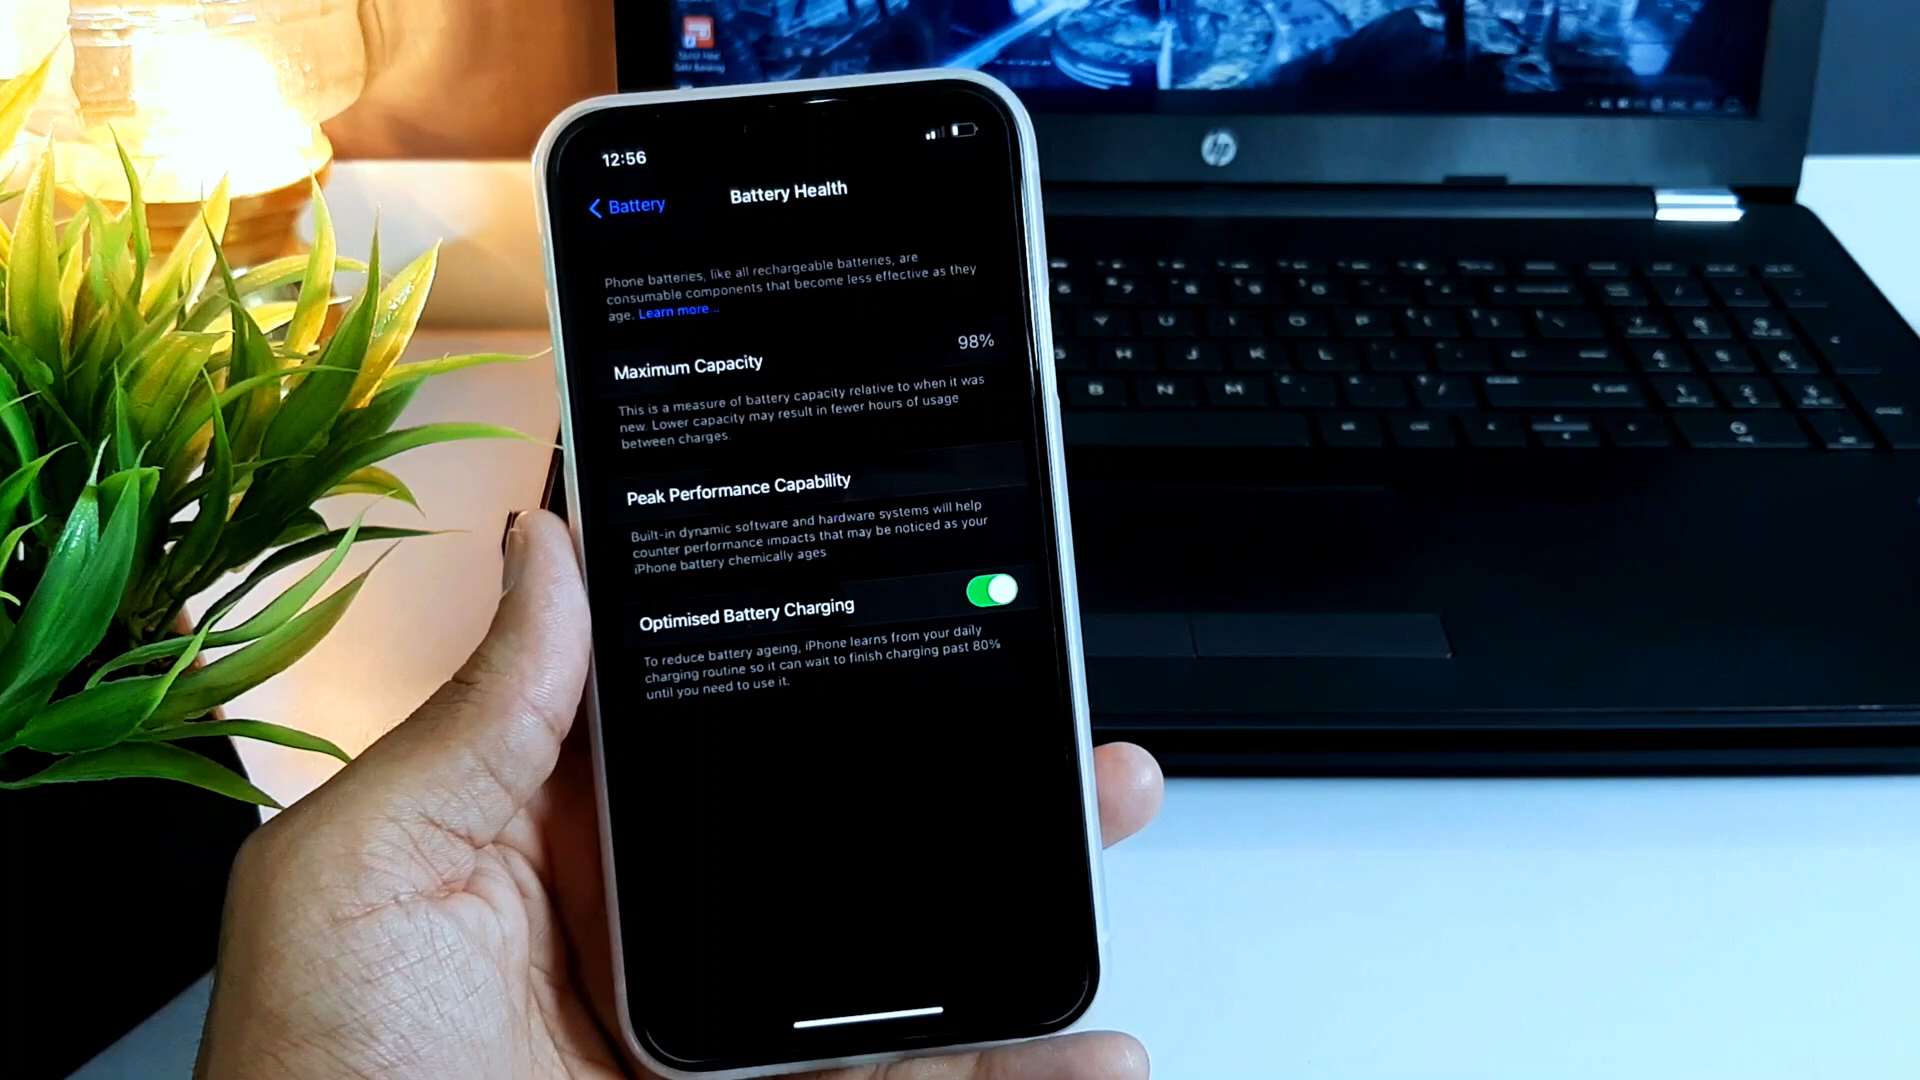 12:56
Battery
Battery Health
Phone batteries, like all rechargeable batteries, are
consumable components that become less effective as they
age. Learn more...
Maximum Capacity
98%
This is a measure of battery capacity relative to when it was
new. Lower capacity may result in fewer hours of usage
between charges.
Peak Performance Capability
Built-in dynamic software and hardware systems will help
counter performance impacts that may be noticed as your
iPhone battery chemically ages
Optimised Battery Charging
To reduce battery ageing, iPhone learns from your daily
charging routine so it can wait to finish charging past 80%
until you need to use it.
hp
Y U I O P
H J K L
B N M